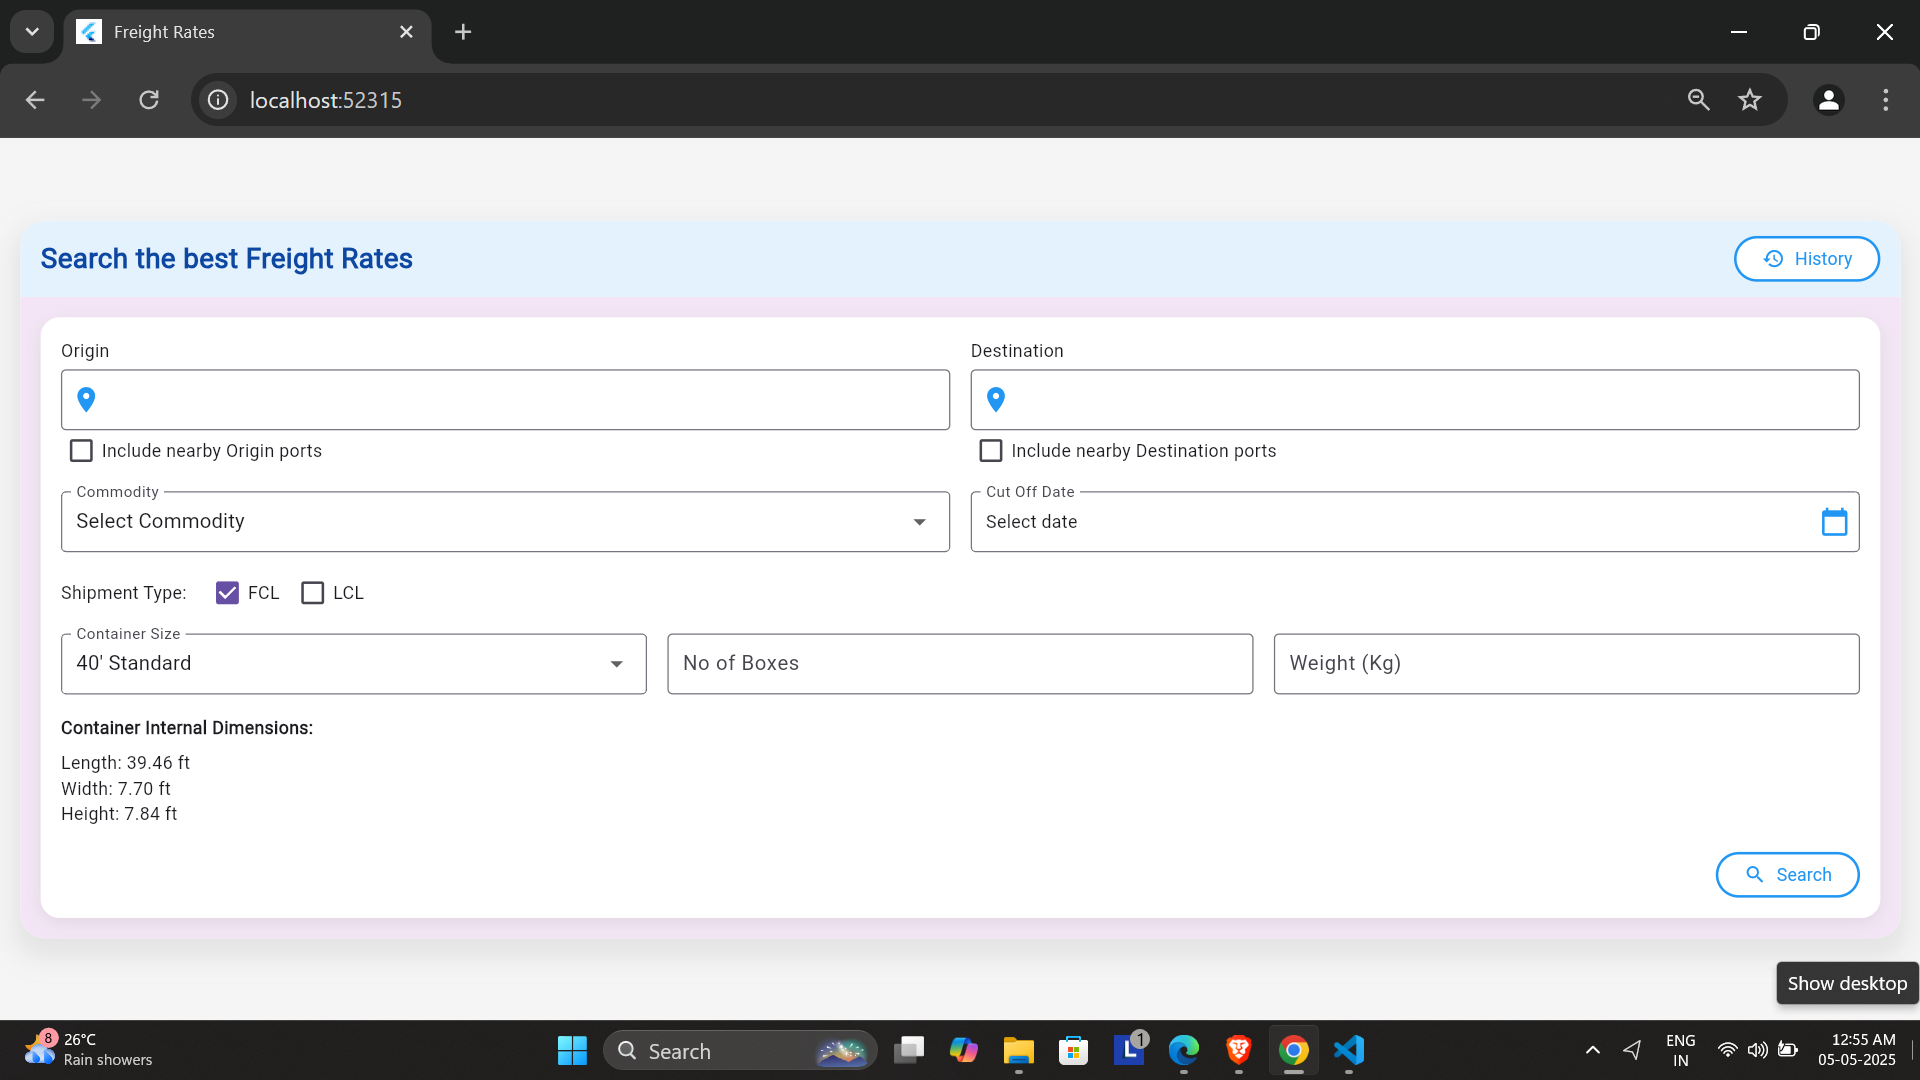 Freight Rates
localhost:52315
Search the best Freight Rates
History
Origin
Destination
Include nearby Origin ports
Include nearby Destination ports
Commodity
Select Commodity
Cut Off Date
Select date
Shipment Type: FCL LCL
Container Size
40' Standard
No of Boxes
Weight (Kg)
Container Internal Dimensions:
Length: 39.46 ft
Width: 7.70 ft
Height: 7.84 ft
Search
Show desktop
8
26°C
Rain showers
Search
L
1
ENG
IN
12:55 AM
05-05-2025